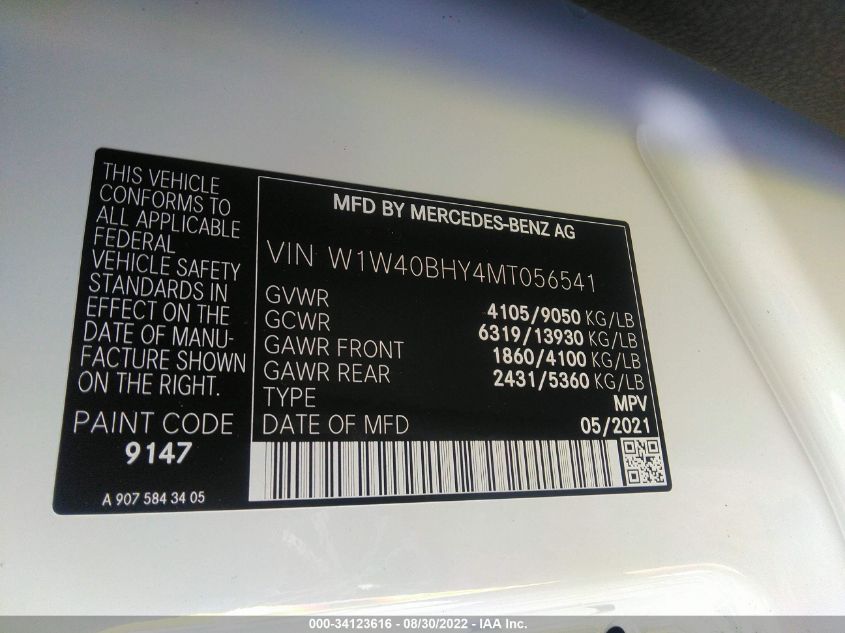 THIS VEHICLE
CONFORMS TO
ALL APPLICABLE
FEDERAL
VEHICLE SAFETY
STANDARDS IN
EFFECT ON THE
DATE OF MANU-
FACTURE SHOWN
ON THE RIGHT.
PAINT CODE
9147
A 907 584 34 05
MFD BY MERCEDES-BENZ AG
VIN W1W40BHY4MT056541
GVWR 4105/9050 KG/LB
GCWR 6319/13930 KG/LB
GAWR FRONT 1860/4100 KG/LB
GAWR REAR 2431/5360 KG/LB
TYPE MPV
DATE OF MFD 05/2021
000-34123616 - 08/30/2022 - IAA Inc.